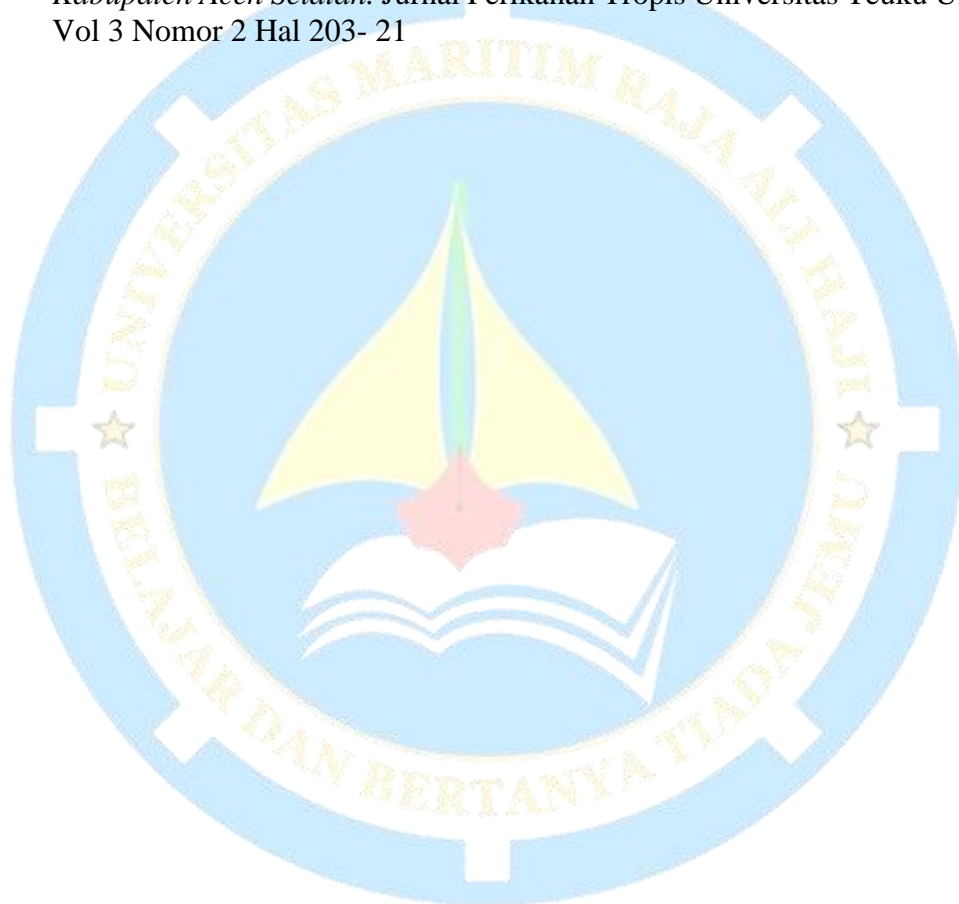 Kabupaten Aceh Selatan. Jurnal Perikanan Tropis Universitas Teuku U
Vol 3 Nomor 2 Hal 203- 21
UNIVERSITAS MARITIM RAJA ALI HAJI
BELAJAR DAN BERTANYA TIADA JEMU